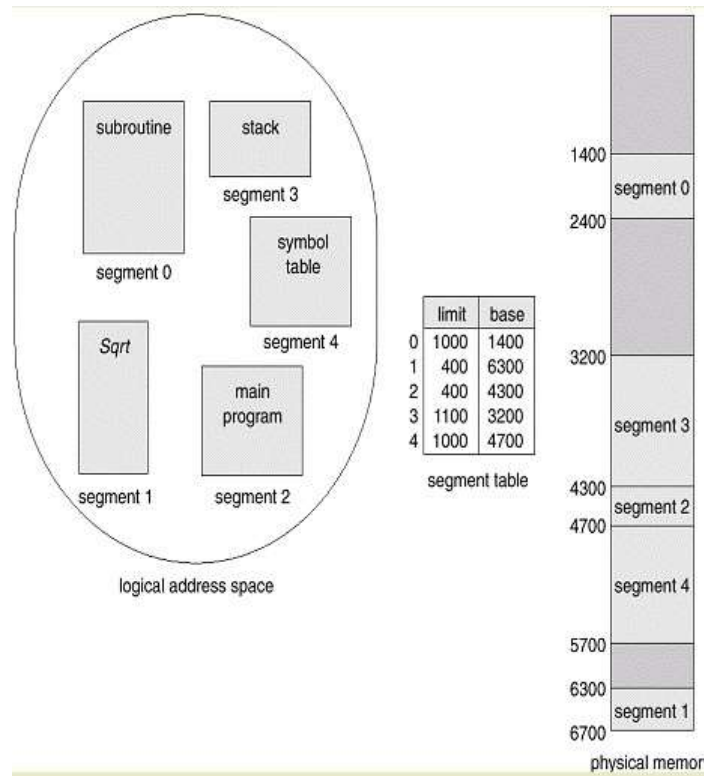 subroutine
segment 0
stack
segment 3
symbol
table
segment 4
Sqrt
segment 1
main
program
segment 2
logical address space
limit base
0 1000 1400
1 400 6300
2 400 4300
3 1100 3200
4 1000 4700
segment table
1400
segment 0
2400
3200
segment 3
4300
segment 2
4700
segment 4
5700
6300
segment 1
6700
physical memor